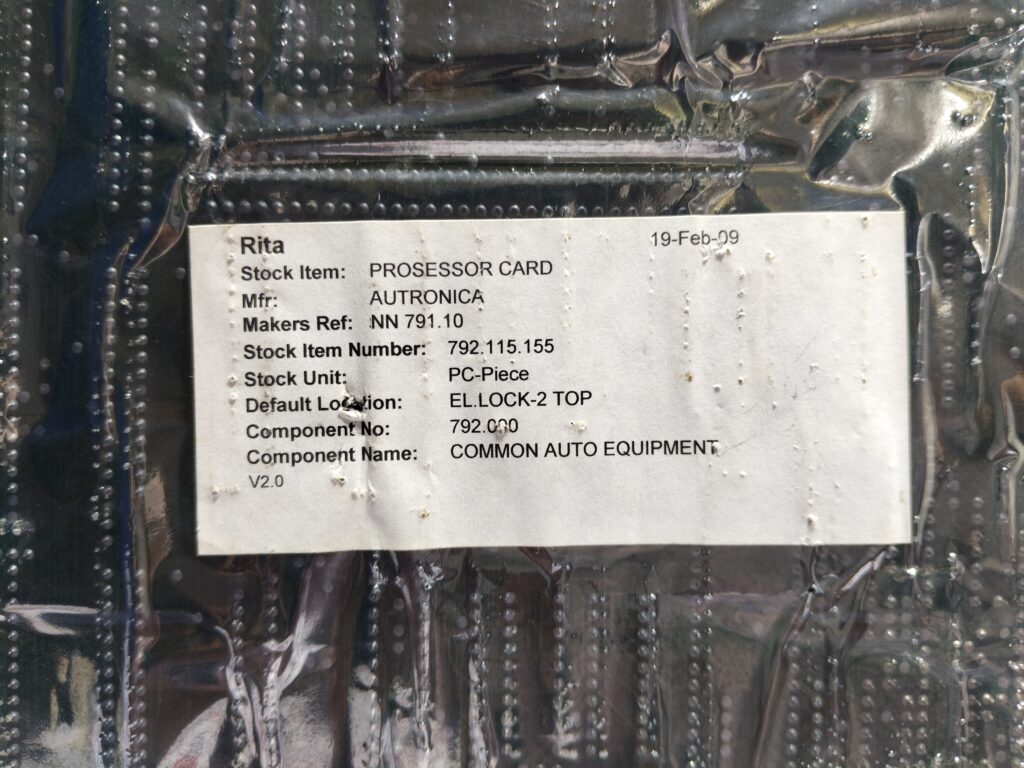 Rita 19-Feb-09
Stock Item: PROSESSOR CARD
Mfr: AUTRONICA
Makers Ref: NN 791.10
Stock Item Number: 792.115.155
Stock Unit: PC-Piece
Default Location: EL.LOCK-2 TOP
Component No: 792.000
Component Name: COMMON AUTO EQUIPMENT
V2.0